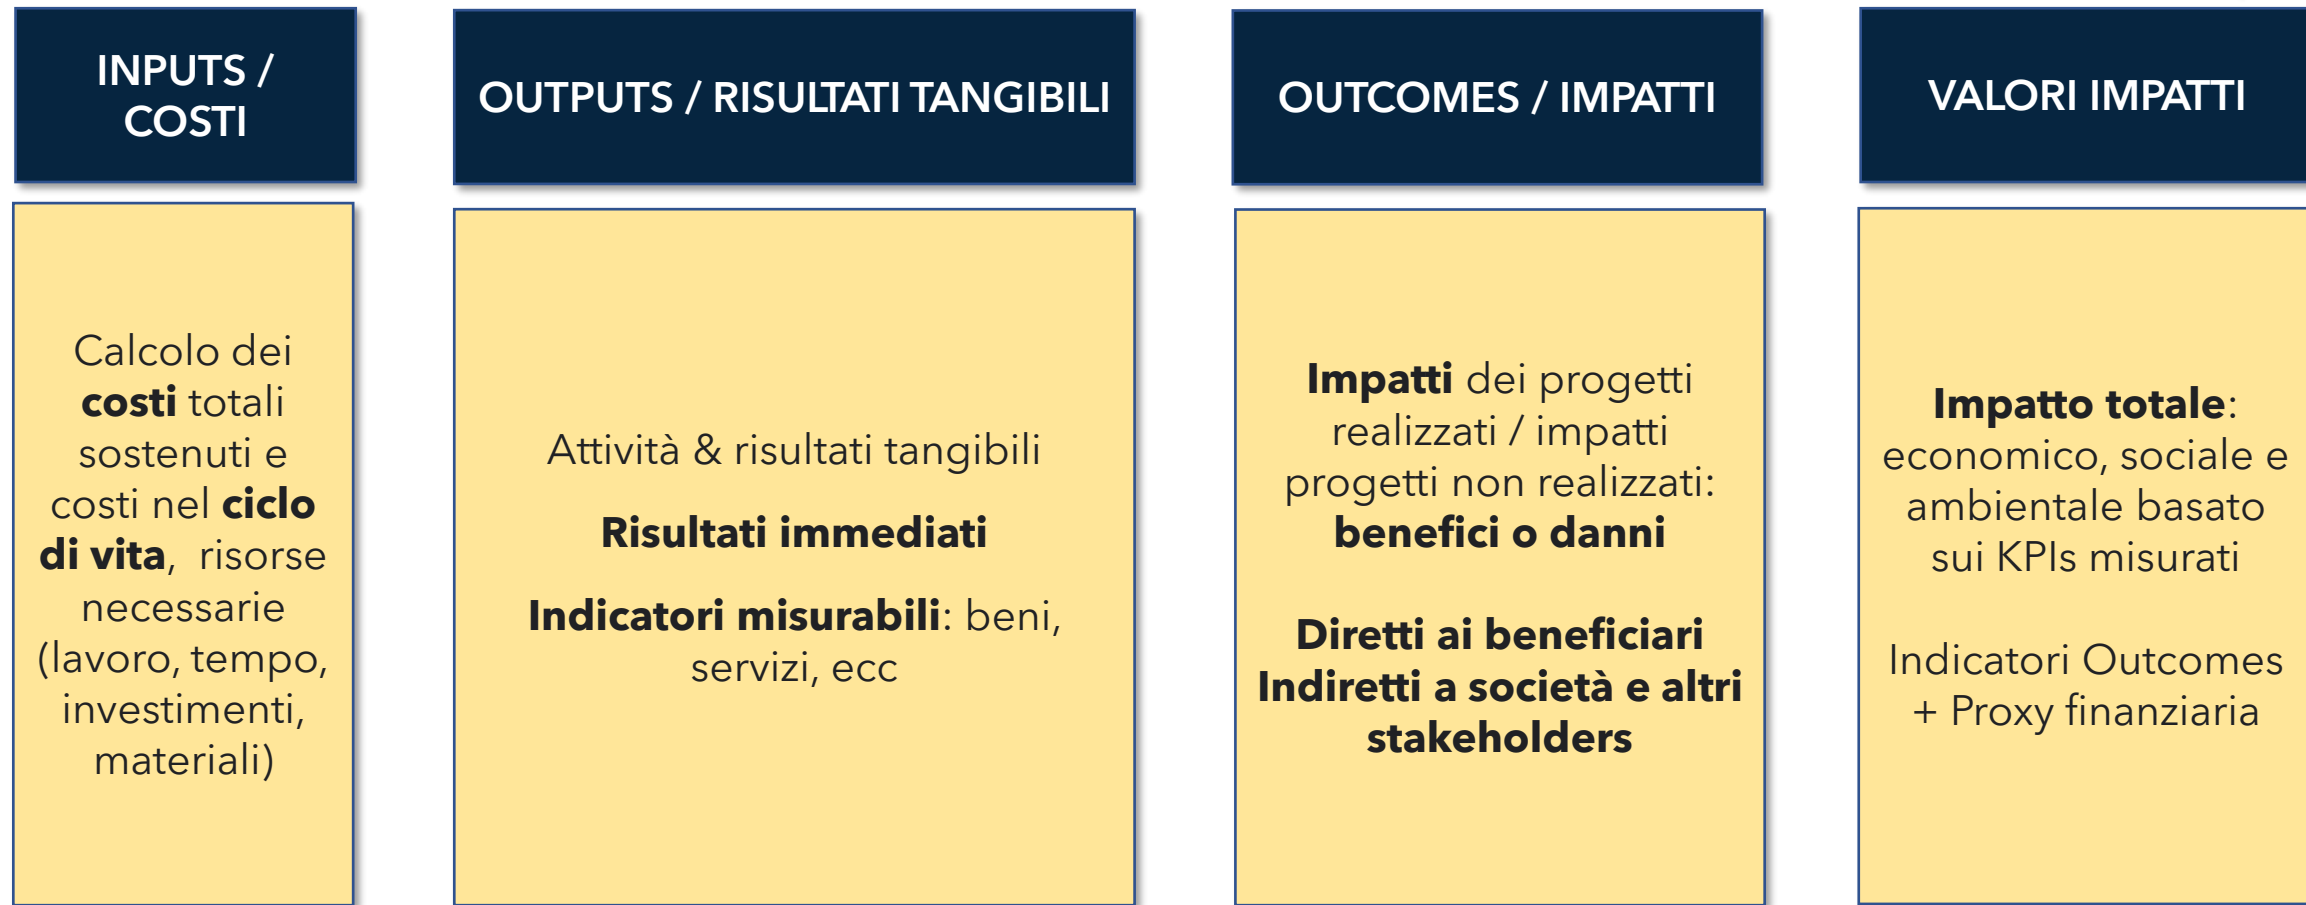 INPUTS /
COSTI
OUTPUTS / RISULTATI TANGIBILI
OUTCOMES / IMPATTI
VALORI IMPATTI
Calcolo dei
costi totali
sostenuti e
costi nel ciclo
di vita, risorse
necessarie
(lavoro, tempo,
investimenti,
materiali)
Attività & risultati tangibili
Risultati immediati
Indicatori misurabili: beni,
servizi, ecc
Impatti dei progetti
realizzati / impatti
progetti non realizzati:
benefici o danni
Diretti ai beneficiari
Indiretti a società e altri
stakeholders
Impatto totale:
economico, sociale e
ambientale basato
sui KPIs misurati
Indicatori Outcomes
+ Proxy finanziaria